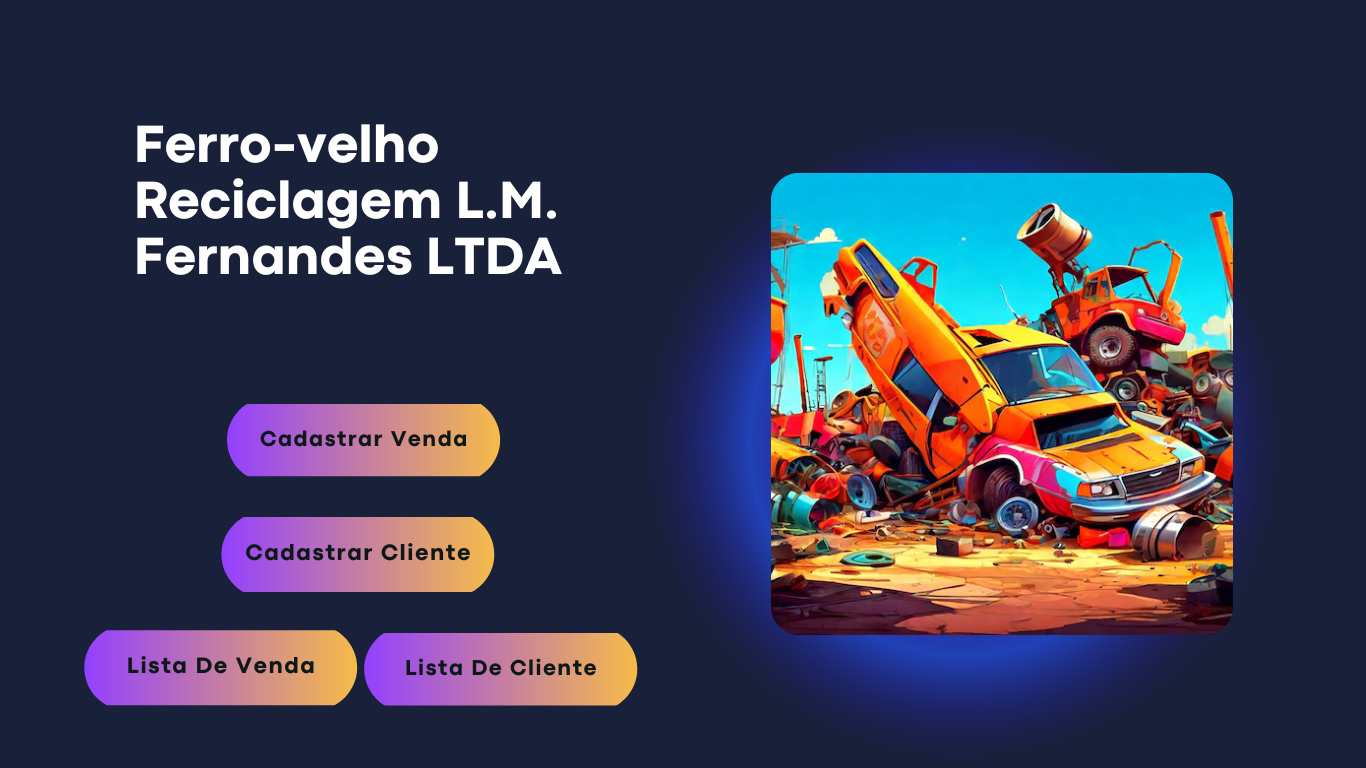 Ferro-velho
Reciclagem L.M.
Fernandes LTDA
Cadastrar Venda
Cadastrar Cliente
Lista De Venda
Lista De Cliente